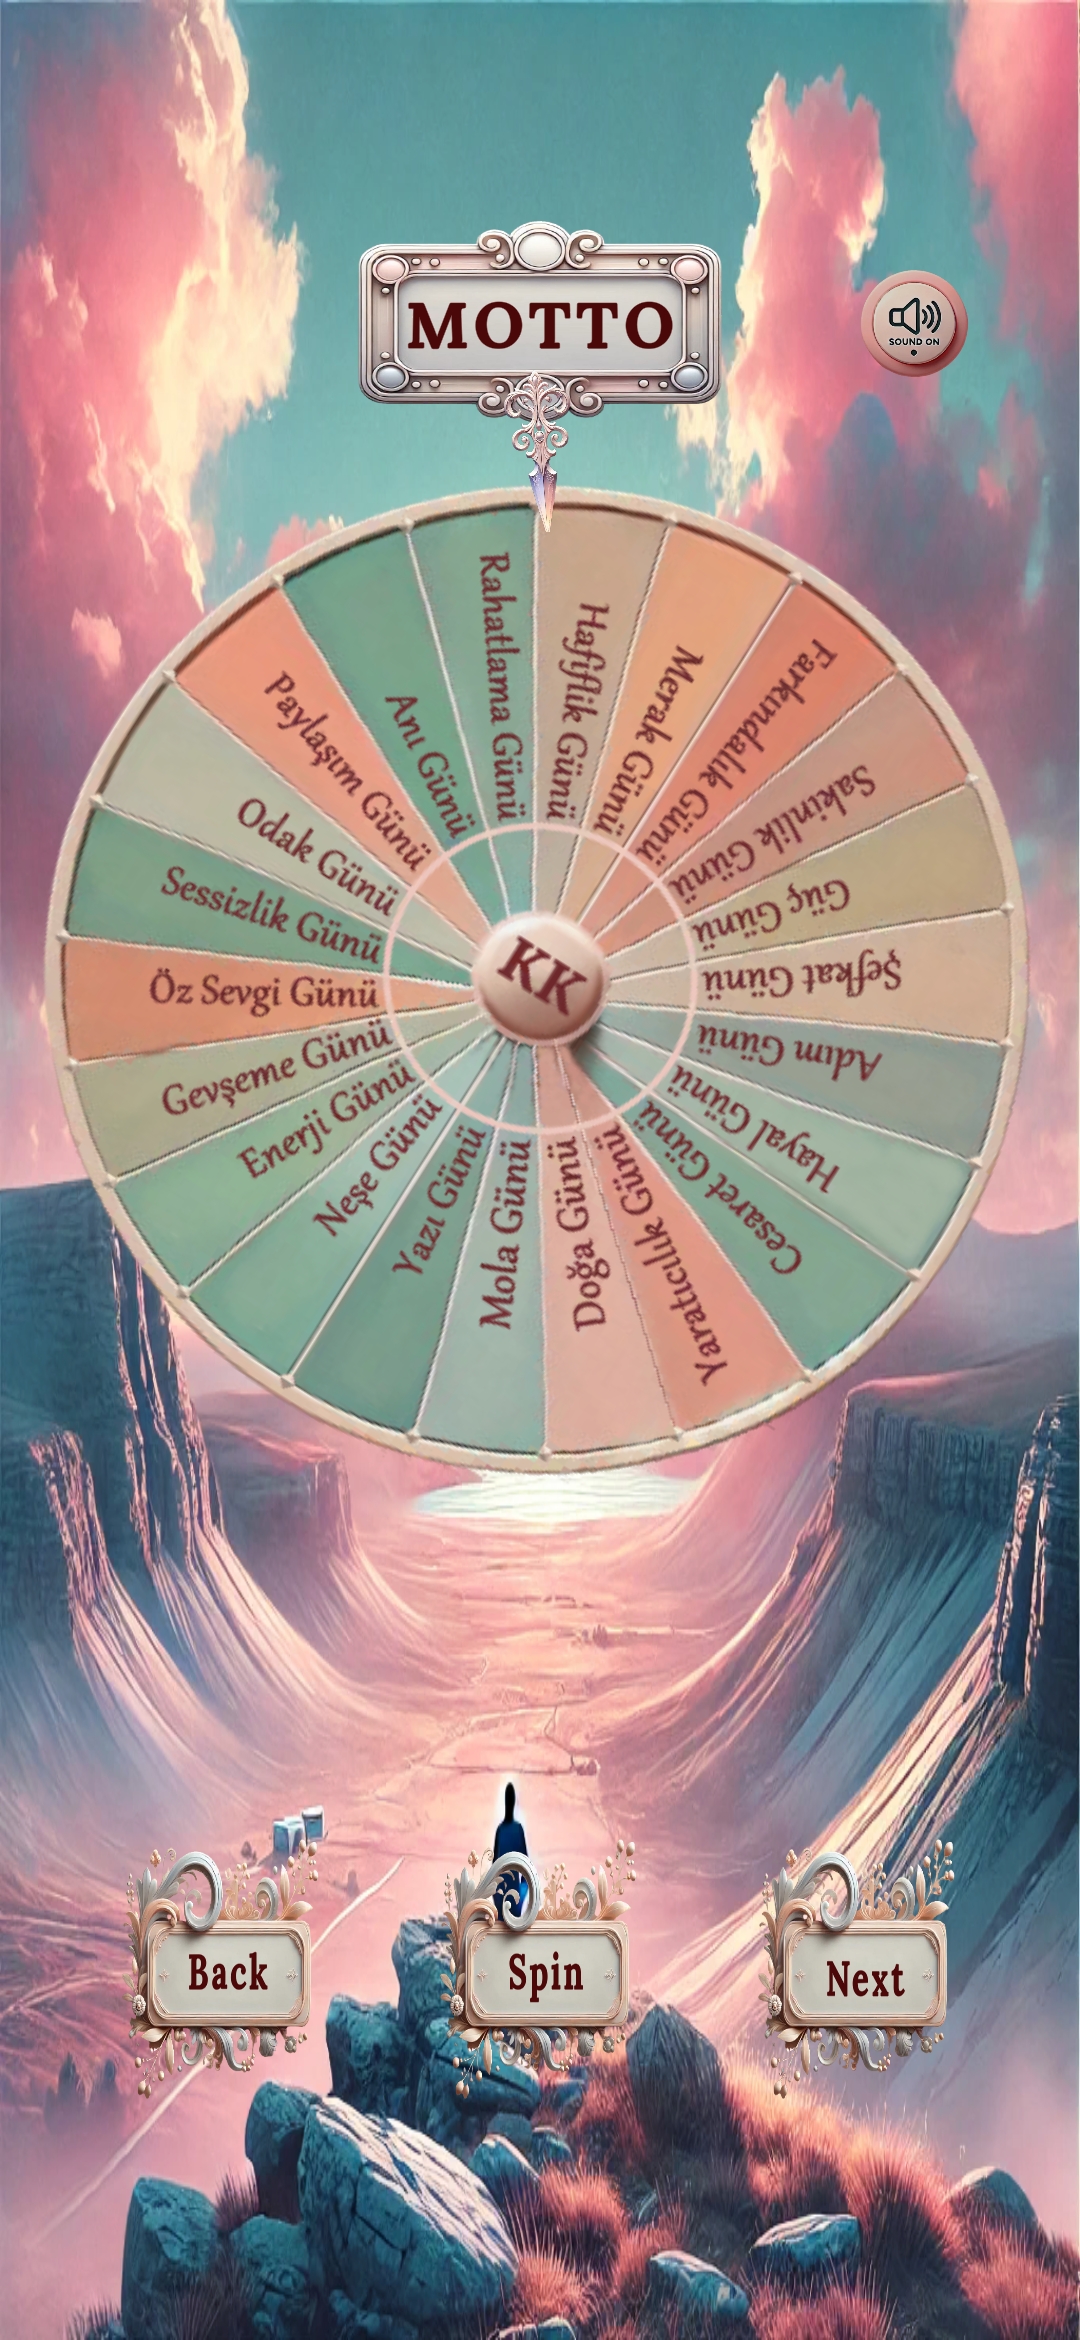 MOTTO
SOUND ON
Hafiflik Günü
Merak Günü
Farkındalık Günü
Sakinlik Günü
Güç Günü
Şefkat Günü
Adım Günü
Hayal Günü
Cesaret Günü
Yaratıcılık Günü
Doğa Günü
Mola Günü
Yazı Günü
Neşe Günü
Enerji Günü
Gevşeme Günü
Öz Sevgi Günü
Sessizlik Günü
Odak Günü
Paylaşım Günü
Anı Günü
Rahatlama Günü
KK
Back
Spin
Next